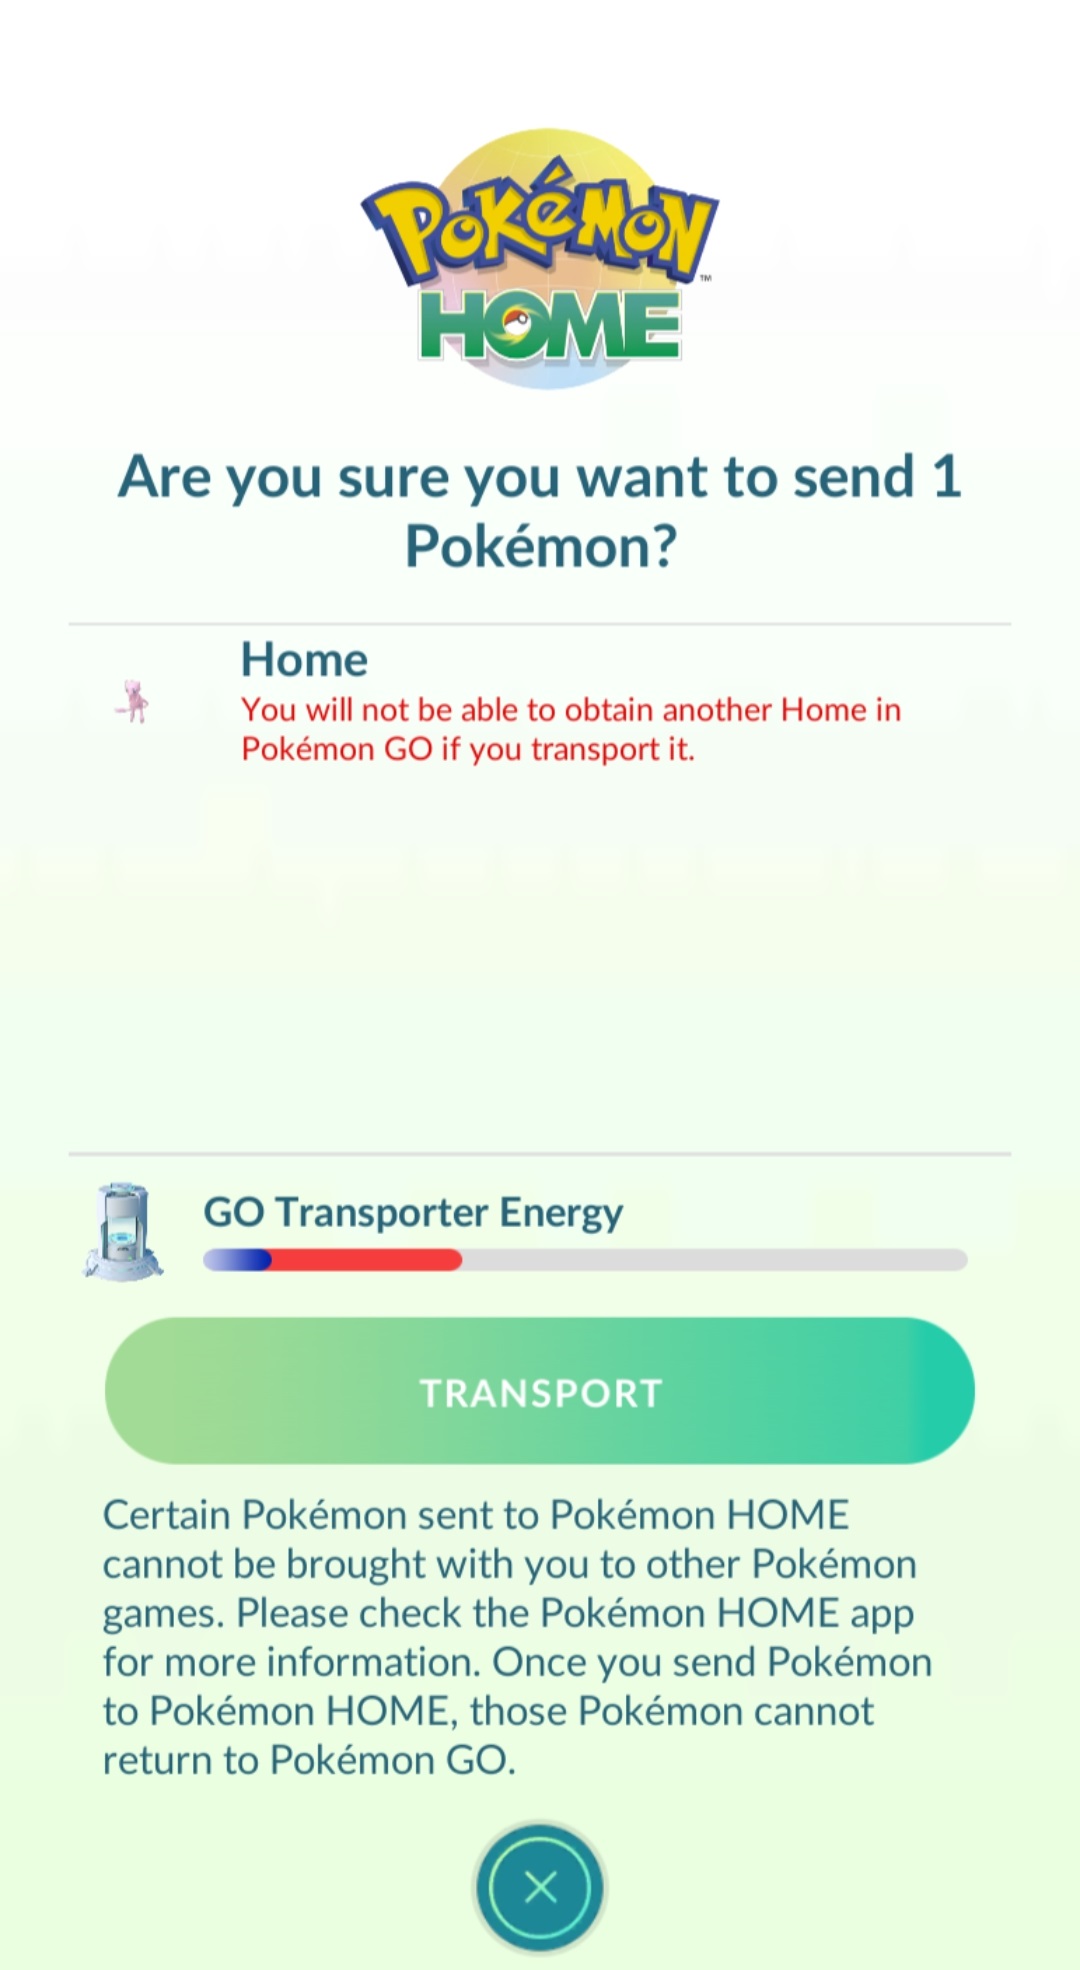 POKéMON
TM
HOME
Are you sure you want to send 1
Pokémon?
Home
You will not be able to obtain another Home in
Pokémon GO if you transport it.
GO Transporter Energy
TRANSPORT
Certain Pokémon sent to Pokémon HOME
cannot be brought with you to other Pokémon
games. Please check the Pokémon HOME app
for more information. Once you send Pokémon
to Pokémon HOME, those Pokémon cannot
return to Pokémon GO.